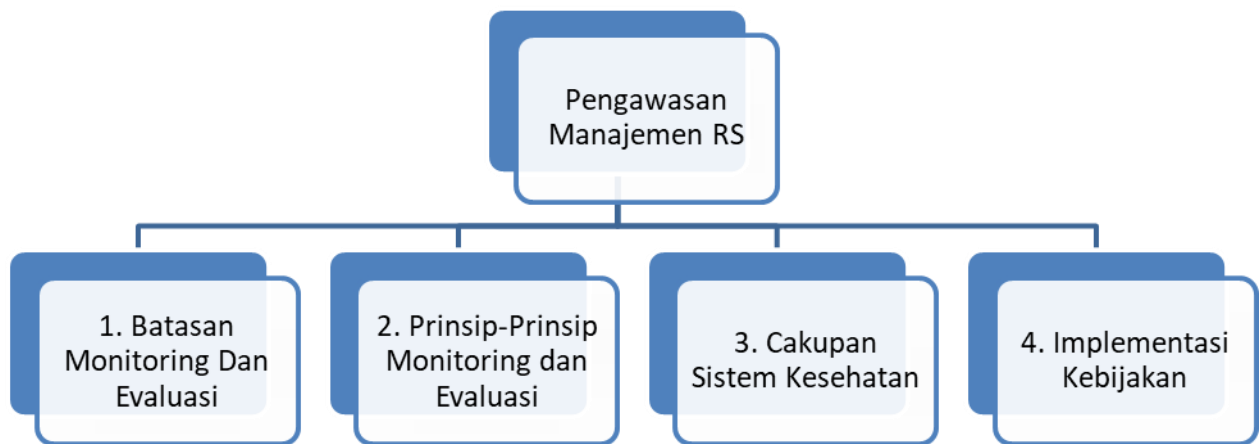 Pengawasan
Manajemen RS
1. Batasan
Monitoring Dan
Evaluasi
2. Prinsip-Prinsip
Monitoring dan
Evaluasi
3. Cakupan
Sistem Kesehatan
4. Implementasi
Kebijakan